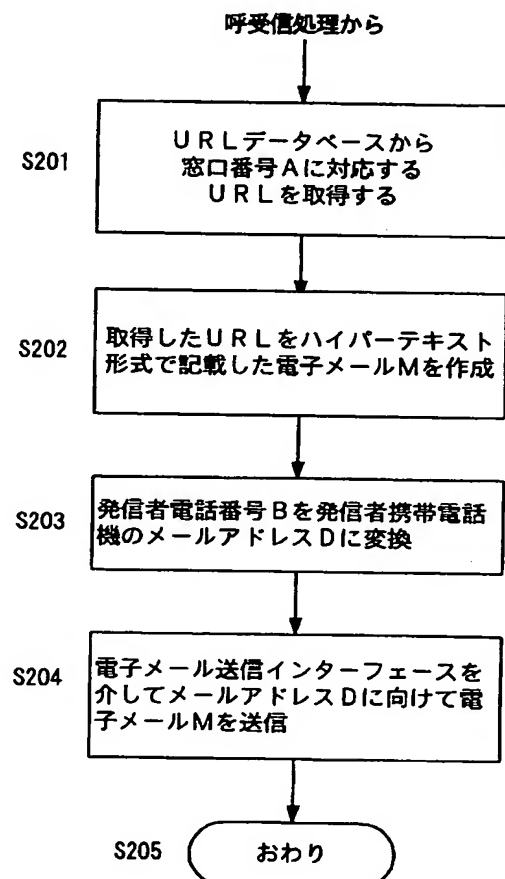 呼受信処理から
S201
URLデータベースから
窓口番号Aに対応する
URLを取得する
S202
取得したURLをハイパーテキスト
形式で記載した電子メールMを作成
S203
発信者電話番号Bを発信者携帯電話
機のメールアドレスDに変換
S204
電子メール送信インターフェースを
介してメールアドレスDに向けて電
子メールMを送信
S205
おわり